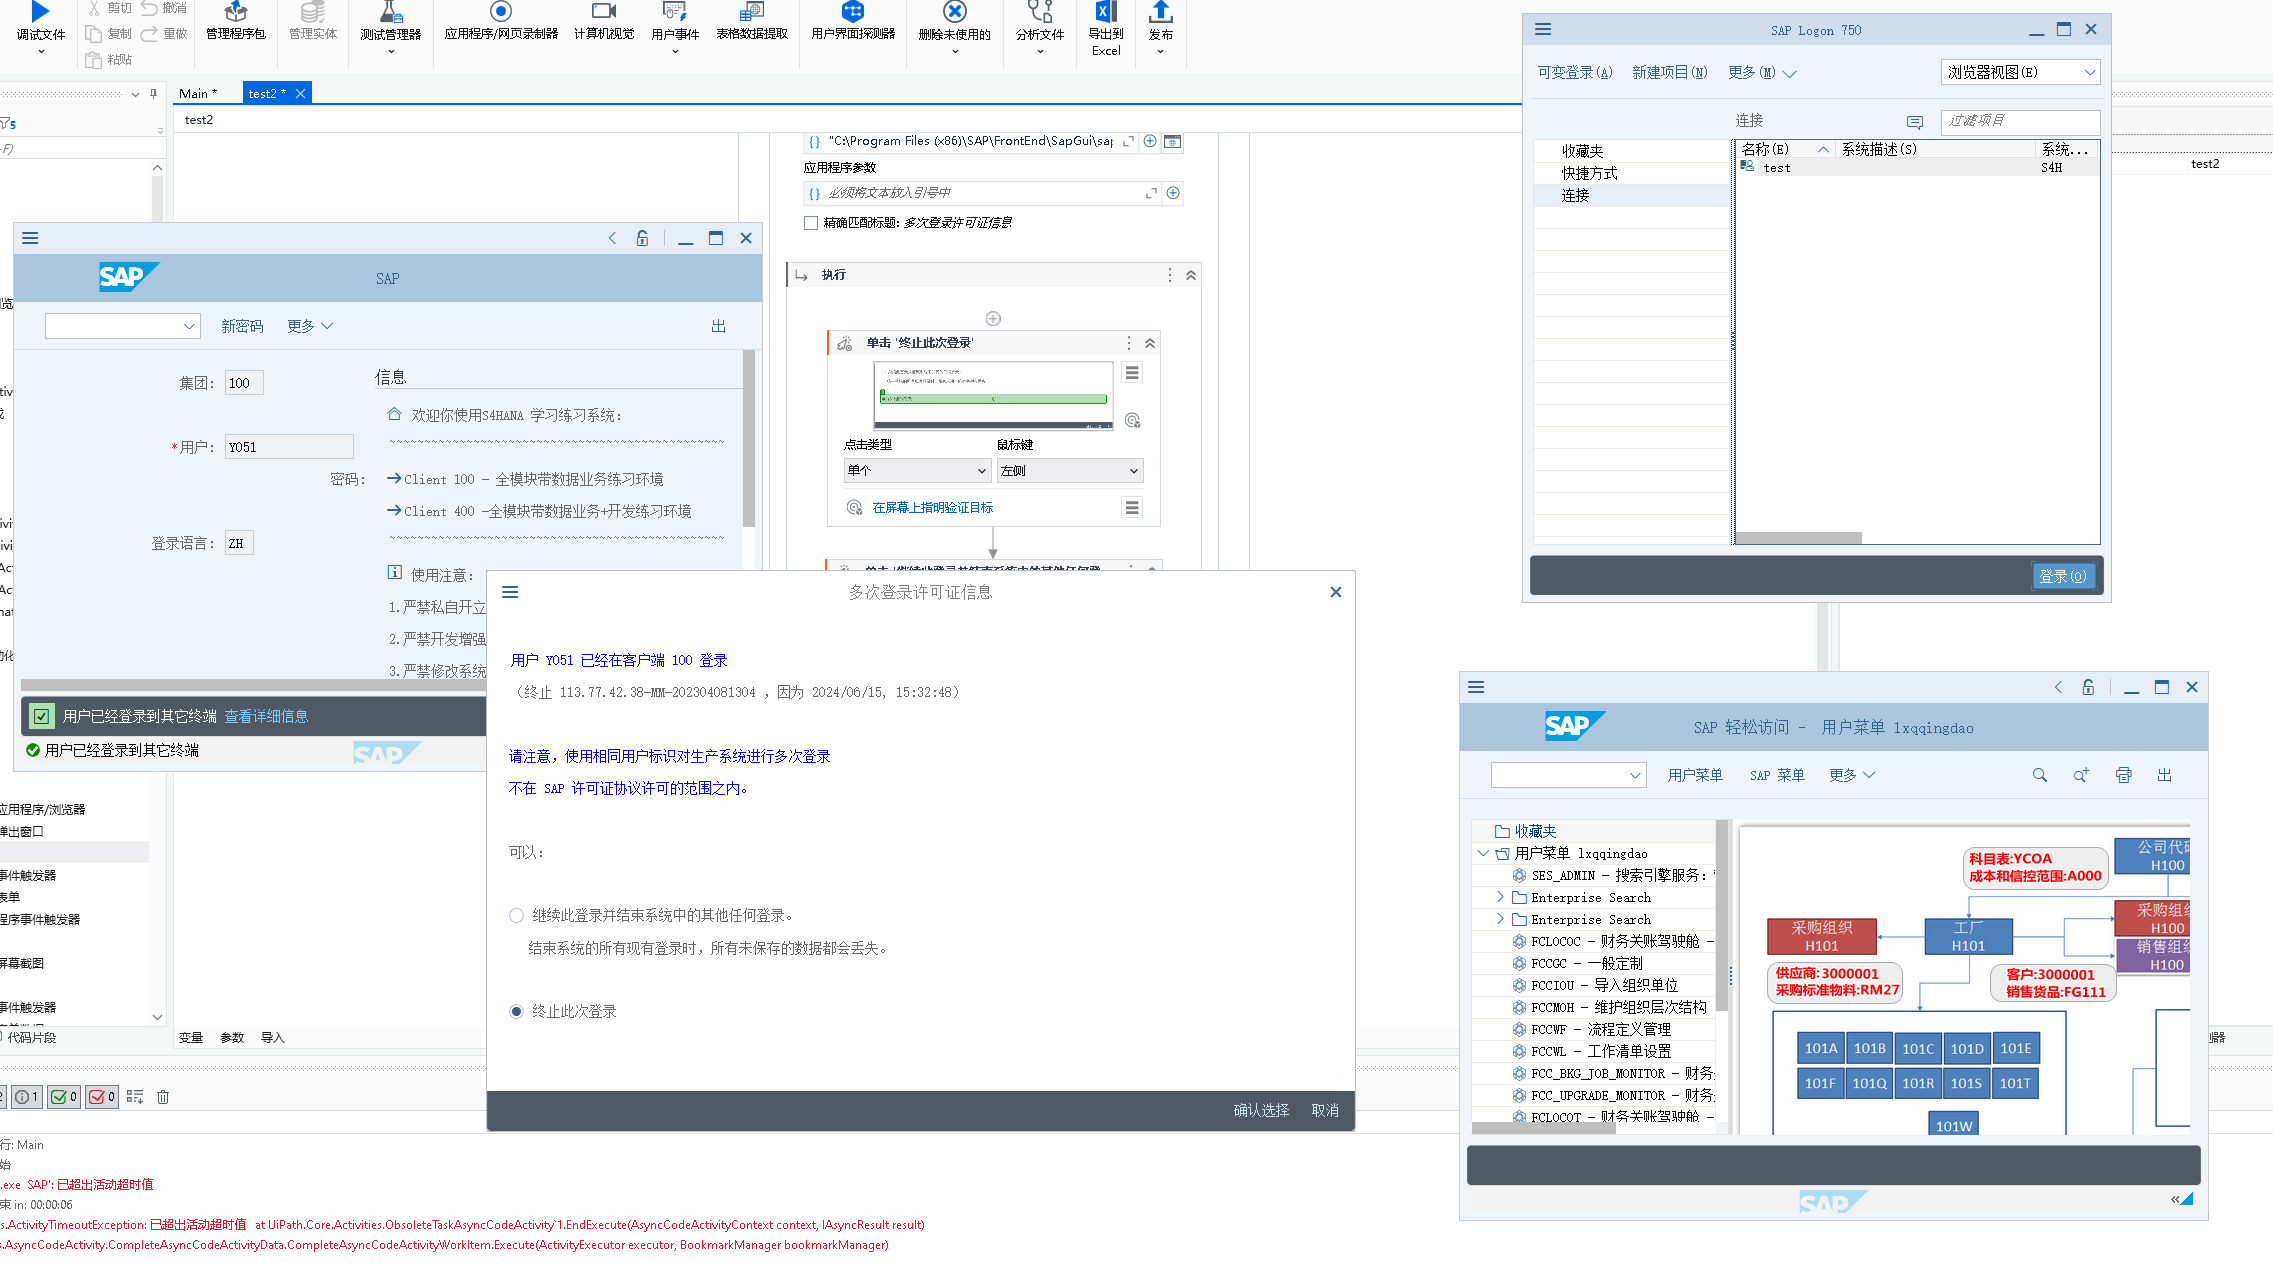 调试文件
剪切
撤消
复制
重做
粘贴
管理程序包
管理实体
测试管理器
应用程序/网页录制器
计算机视觉
用户事件
表格数据提取
用户界面探测器
删除未使用的
分析文件
导出到
Excel
发布
Main *
test2 *
test2
test2
"C:\Program Files (x86)\SAP\FrontEnd\SapGui\sap
应用程序参数
必须将文本放入引号中
精确匹配标题: 多次登录许可证信息
执行
单击 '终止此次登录'
点击类型
鼠标键
单个
左侧
在屏幕上指明验证目标
单击 '继续此登录并结束系统中的其他任何登
SAP
SAP
新密码
更多
出
集团:
100
*用户:
Y051
密码:
登录语言:
ZH
信息
欢迎你使用S4HANA 学习练习系统:
~~~~~~~~~~~~~~~~~~~~~~~~~~~~~~~~~~~~~~~~~~
→Client 100 - 全模块带数据业务练习环境
→Client 400 -全模块带数据业务+开发练习环境
~~~~~~~~~~~~~~~~~~~~~~~~~~~~~~~~~~~~~~~~~~
使用注意:
1.严禁私自开立
2.严禁开发增强
3.严禁修改系统
用户已经登录到其它终端 查看详细信息
用户已经登录到其它终端
SAP
多次登录许可证信息
用户 Y051 已经在客户端 100 登录
(终止 113.77.42.38-MM-202304081304 , 因为 2024/06/15, 15:32:48)
请注意，使用相同用户标识对生产系统进行多次登录
不在 SAP 许可证协议许可的范围之内。
可以:
继续此登录并结束系统中的其他任何登录。
结束系统的所有现有登录时，所有未保存的数据都会丢失。
终止此次登录
确认选择
取消
SAP Logon 750
可变登录(A)
新建项目(N)
更多(M)
浏览器视图(E)
连接
过滤项目
收藏夹
快捷方式
连接
名称(E)
系统描述(S)
系统...
test
S4H
登录(O)
SAP
SAP 轻松访问 - 用户菜单 lxqqingdao
用户菜单
SAP 菜单
更多
出
收藏夹
用户菜单 lxqqingdao
SES_ADMIN - 搜索引擎服务:
Enterprise Search
Enterprise Search
FCLOCOC - 财务关账驾驶舱 -
FCCGC - 一般定制
FCCIOU - 导入组织单位
FCCMOH - 维护组织层次结构
FCCWF - 流程定义管理
FCCWL - 工作清单设置
FCC_BKG_JOB_MONITOR - 财务
FCC_UPGRADE_MONITOR - 财务
FCLOCOT - 财务关账驾驶舱 -
公司代码
H100
科目表:YCOA
成本和信控范围:A000
采购组织
H101
工厂
H101
采购组织
H100
销售组织
H100
供应商:3000001
采购标准物料:RM27
客户:3000001
销售货品:FG111
101A 101B 101C 101D 101E
101F 101Q 101R 101S 101T
101W
SAP
应用程序/浏览器
弹出窗口
事件触发器
表单
程序事件触发器
屏幕截图
事件触发器
代码片段
变量
参数
导入
1
0
0
行: Main
始
.exe SAP': 已超出活动超时值
束 in: 00:00:06
s.ActivityTimeoutException: 已超出活动超时值 at UiPath.Core.Activities.ObsoleteTaskAsyncCodeActivity`1.EndExecute(AsyncCodeActivityContext context, IAsyncResult result)
.AsyncCodeActivity.CompleteAsyncCodeActivityData.CompleteAsyncCodeActivityWorkItem.Execute(ActivityExecutor executor, BookmarkManager bookmarkManager)